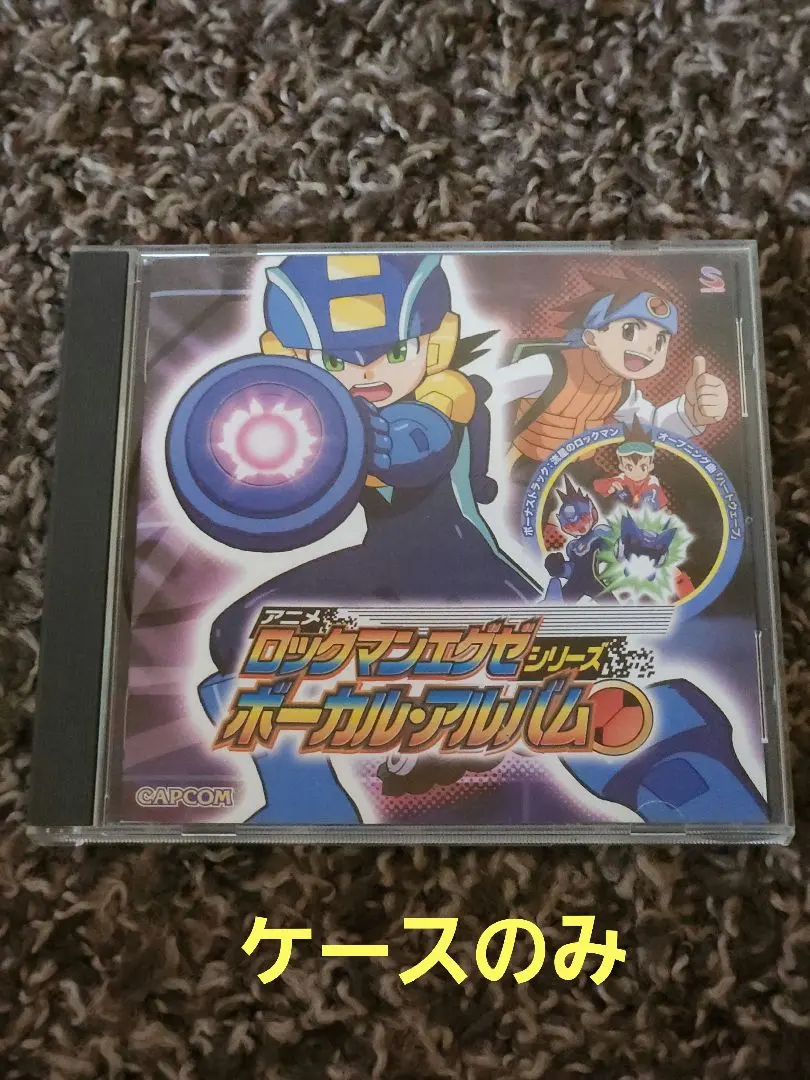 ボーナストラック:流星のロックマン
オープニング曲「ハートウェーブ」
アニメ
ロックマンエグゼシリーズ
ボーカル・アルバム
CAPCOM
ケースのみ